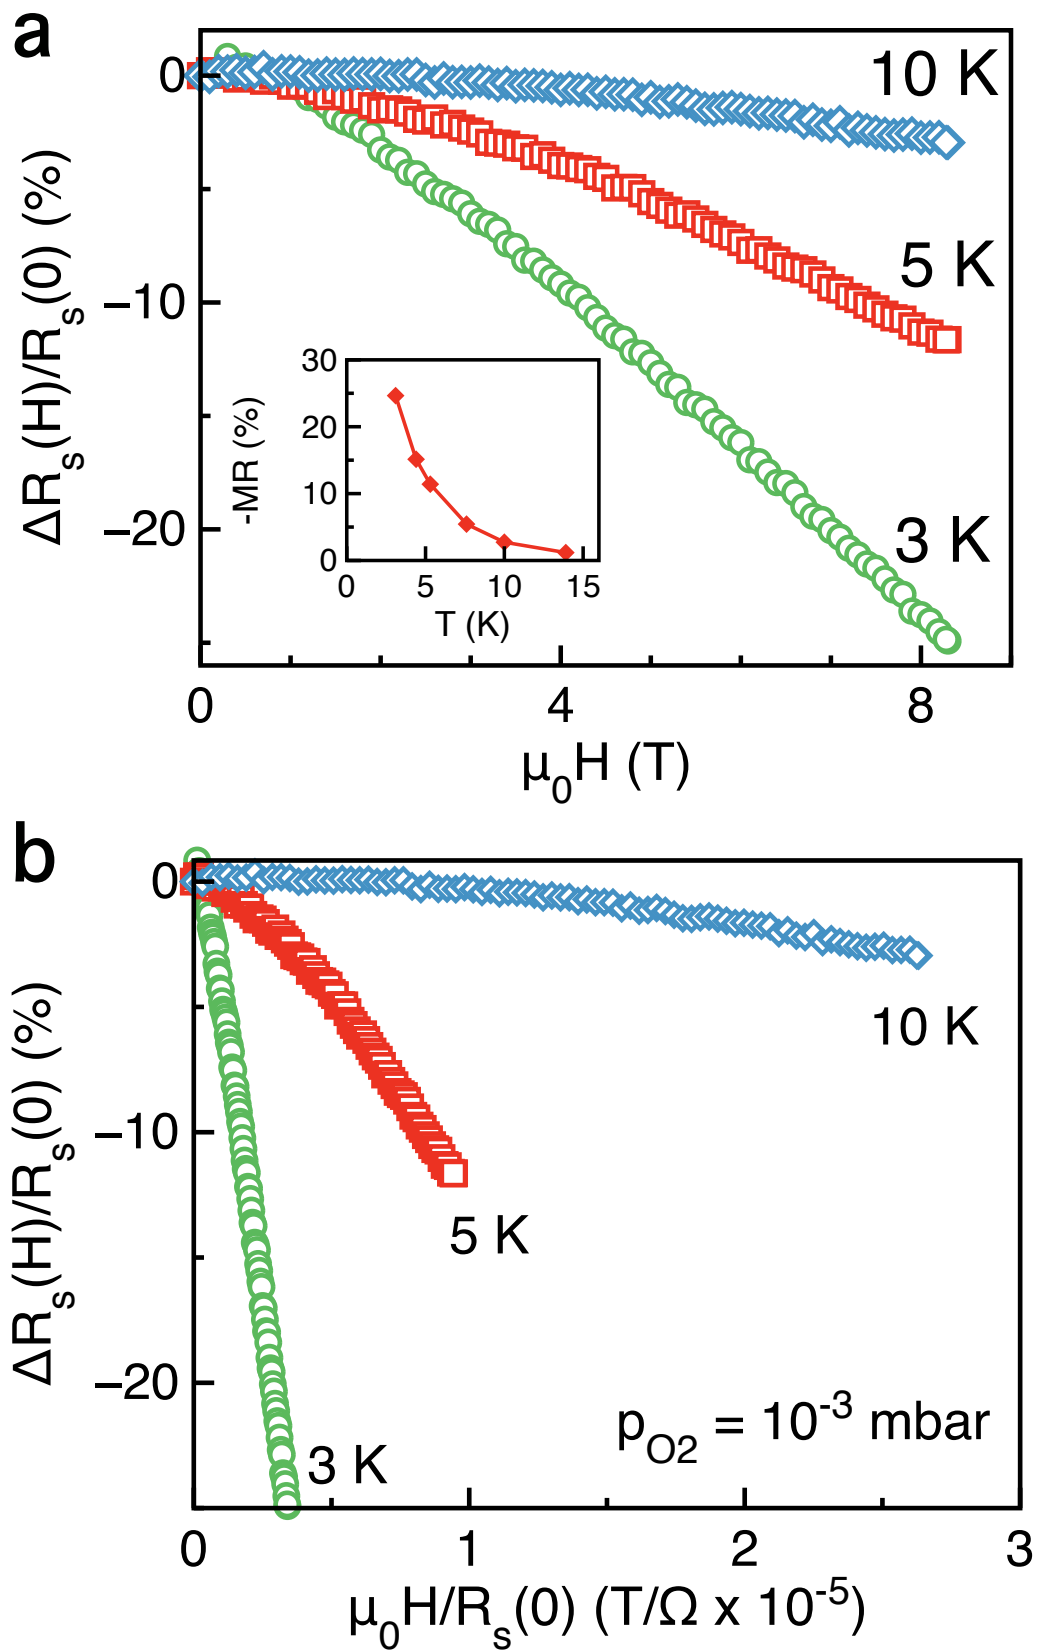 a
0
−10
−20
ΔRs(H)/Rs(0) (%)
10 K
5 K
3 K
30
20
10
0
-MR (%)
0 5 10 15
T (K)
0 4 8
μ0H (T)
b
0
−10
−20
ΔRs(H)/Rs(0) (%)
10 K
5 K
3 K
pO2 = 10-3 mbar
0 1 2 3
μ0H/Rs(0) (T/Ω x 10-5)